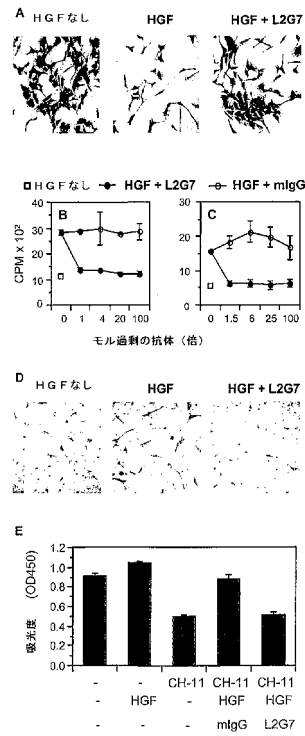 A
HGFなし HGF HGF + L2G7
HGFなし HGF + L2G7 HGF + mIgG
B C
CPM x 10²
30
20
10
0
20
10
0
0 1 4 20 100 0 1.5 6 25 100
モル過剰の抗体（倍）
D
HGFなし HGF HGF + L2G7
E
吸光度 (OD450)
1.2
1.0
0.8
0.6
0.4
0.2
0.0
- - CH-11 CH-11 CH-11
- HGF - HGF HGF
- - - mIgG L2G7